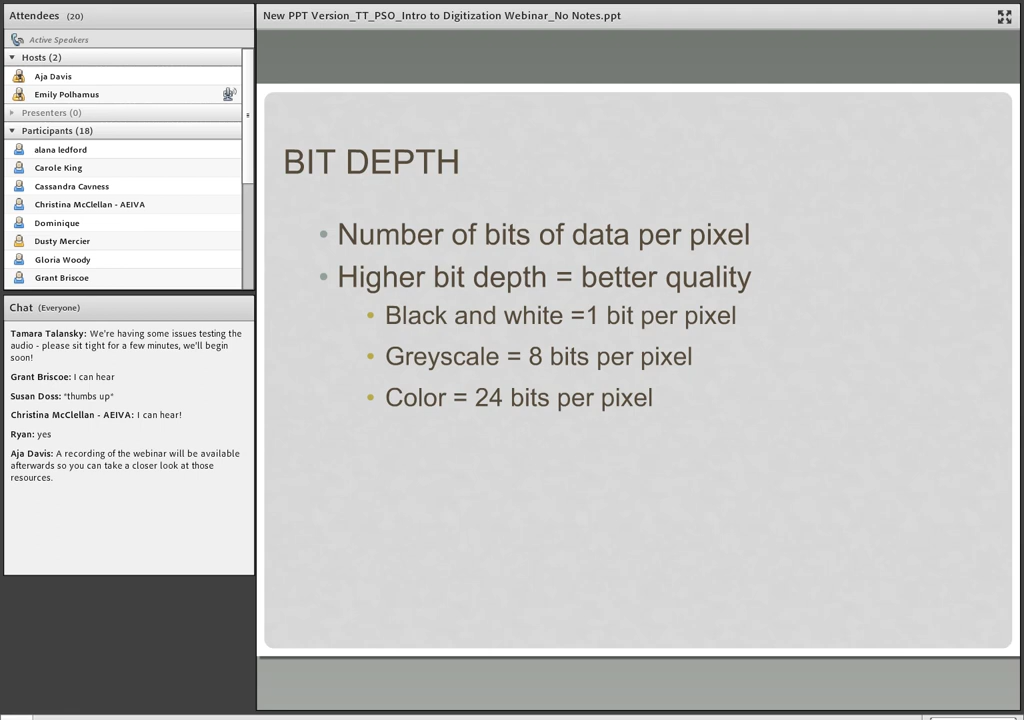 Attendees (20)
Active Speakers
Hosts (2)
Aja Davis
Emily Polhamus
Presenters (0)
Participants (18)
alana ledford
Carole King
Cassandra Cavness
Christina McClellan - AEIVA
Dominique
Dusty Mercier
Gloria Woody
Grant Briscoe
Chat (Everyone)
Tamara Talansky: We're having some issues testing the
audio - please sit tight for a few minutes, we'll begin
soon!
Grant Briscoe: I can hear
Susan Doss: *thumbs up*
Christina McClellan - AEIVA: I can hear!
Ryan: yes
Aja Davis: A recording of the webinar will be available
afterwards so you can take a closer look at those
resources.
New PPT Version_TT_PSO_Intro to Digitization Webinar_No Notes.ppt
BIT DEPTH
• Number of bits of data per pixel
• Higher bit depth = better quality
• Black and white =1 bit per pixel
• Greyscale = 8 bits per pixel
• Color = 24 bits per pixel